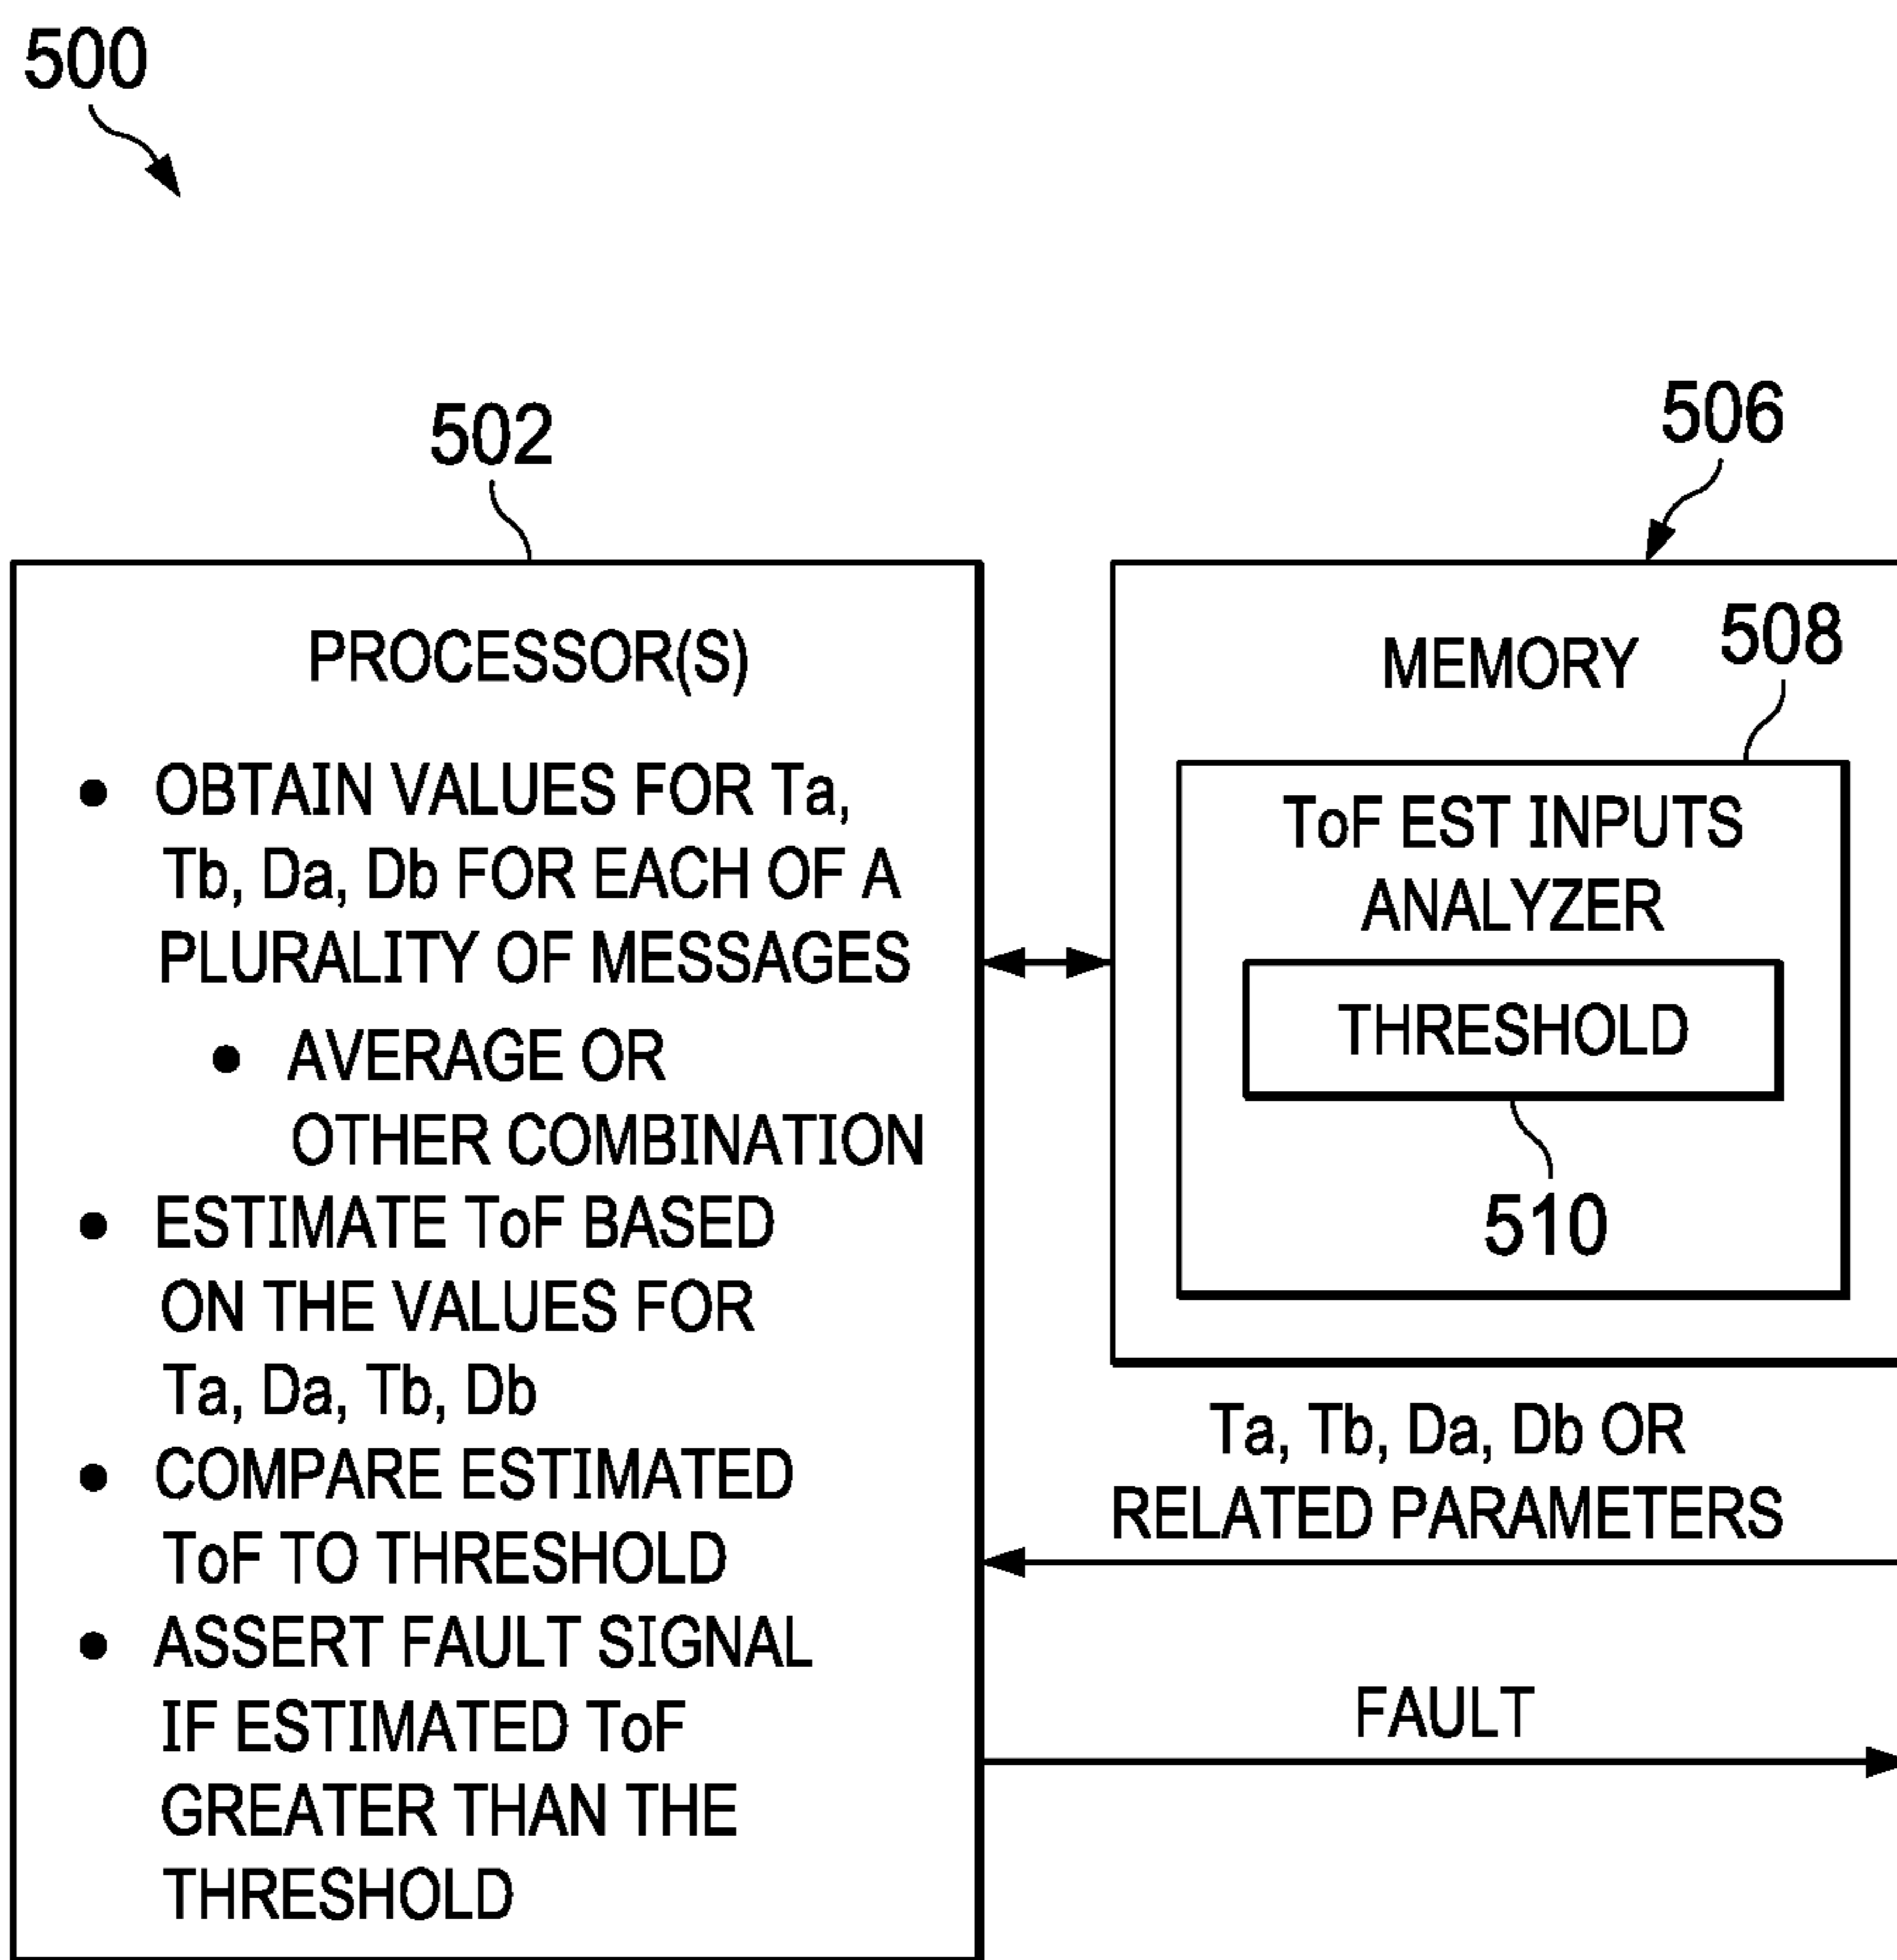 500
502
PROCESSOR(S)
● OBTAIN VALUES FOR Ta,
Tb, Da, Db FOR EACH OF A
PLURALITY OF MESSAGES
● AVERAGE OR
OTHER COMBINATION
● ESTIMATE ToF BASED
ON THE VALUES FOR
Ta, Da, Tb, Db
● COMPARE ESTIMATED
ToF TO THRESHOLD
● ASSERT FAULT SIGNAL
IF ESTIMATED ToF
GREATER THAN THE
THRESHOLD
506
MEMORY
508
ToF EST INPUTS
ANALYZER
THRESHOLD
510
Ta, Tb, Da, Db OR
RELATED PARAMETERS
FAULT